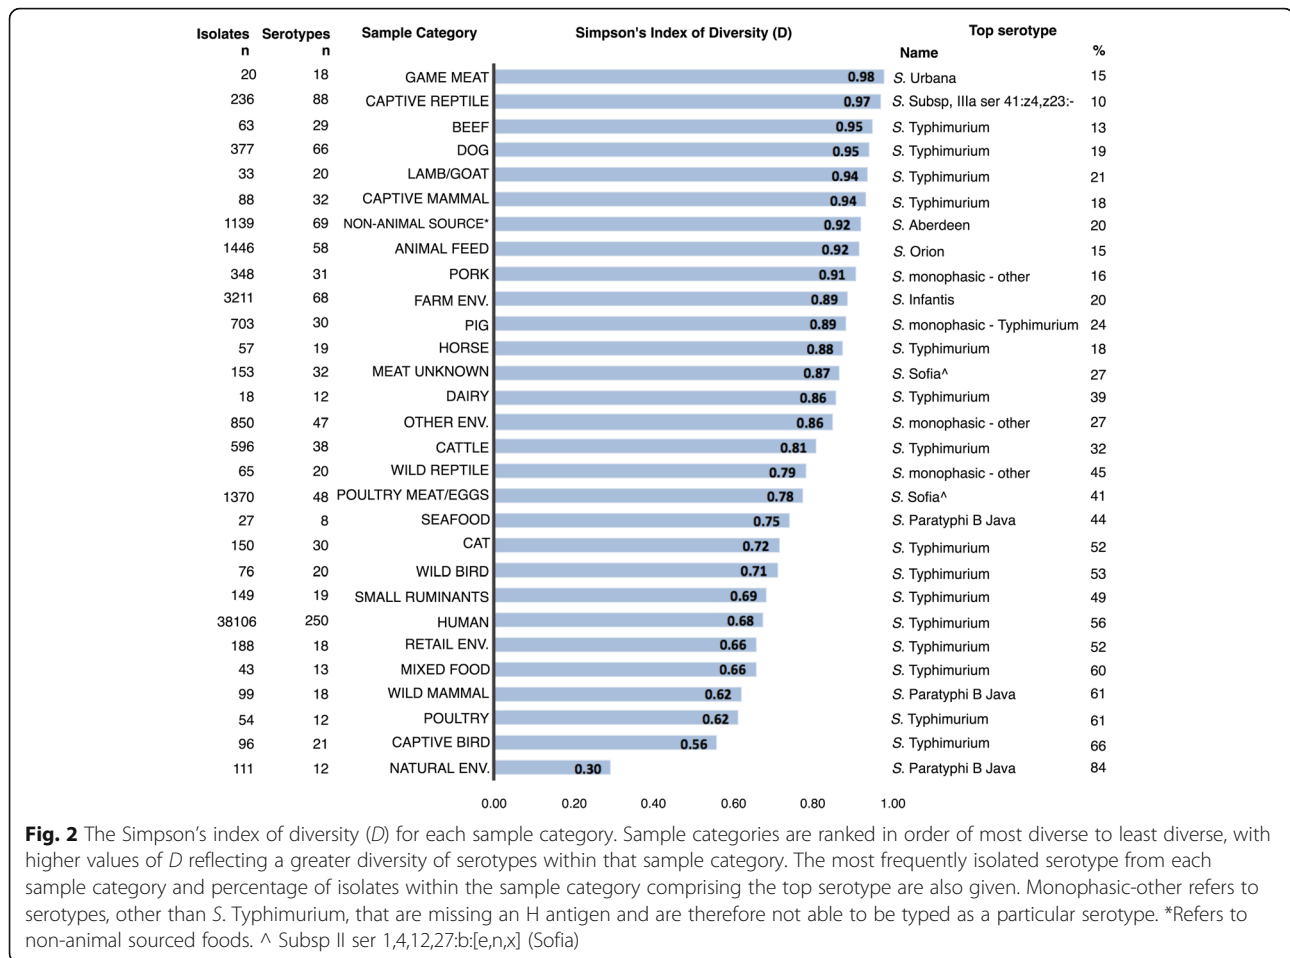 Isolates Serotypes Sample Category Simpson's Index of Diversity (D) Top serotype
n n Name %
20 18 GAME MEAT 0.98 S. Urbana 15
236 88 CAPTIVE REPTILE 0.97 S. Subsp, IIIa ser 41:z4,z23:- 10
63 29 BEEF 0.95 S. Typhimurium 13
377 66 DOG 0.95 S. Typhimurium 19
33 20 LAMB/GOAT 0.94 S. Typhimurium 21
88 32 CAPTIVE MAMMAL 0.94 S. Typhimurium 18
1139 69 NON-ANIMAL SOURCE* 0.92 S. Aberdeen 20
1446 58 ANIMAL FEED 0.92 S. Orion 15
348 31 PORK 0.91 S. monophasic - other 16
3211 68 FARM ENV. 0.89 S. Infantis 20
703 30 PIG 0.89 S. monophasic - Typhimurium 24
57 19 HORSE 0.88 S. Typhimurium 18
153 32 MEAT UNKNOWN 0.87 S. Sofia^ 27
18 12 DAIRY 0.86 S. Typhimurium 39
850 47 OTHER ENV. 0.86 S. monophasic - other 27
596 38 CATTLE 0.81 S. Typhimurium 32
65 20 WILD REPTILE 0.79 S. monophasic - other 45
1370 48 POULTRY MEAT/EGGS 0.78 S. Sofia^ 41
27 8 SEAFOOD 0.75 S. Paratyphi B Java 44
150 30 CAT 0.72 S. Typhimurium 52
76 20 WILD BIRD 0.71 S. Typhimurium 53
149 19 SMALL RUMINANTS 0.69 S. Typhimurium 49
38106 250 HUMAN 0.68 S. Typhimurium 56
188 18 RETAIL ENV. 0.66 S. Typhimurium 52
43 13 MIXED FOOD 0.66 S. Typhimurium 60
99 18 WILD MAMMAL 0.62 S. Paratyphi B Java 61
54 12 POULTRY 0.62 S. Typhimurium 61
96 21 CAPTIVE BIRD 0.56 S. Typhimurium 66
111 12 NATURAL ENV. 0.30 S. Paratyphi B Java 84
0.00 0.20 0.40 0.60 0.80 1.00
Fig. 2 The Simpson's index of diversity (D) for each sample category. Sample categories are ranked in order of most diverse to least diverse, with
higher values of D reflecting a greater diversity of serotypes within that sample category. The most frequently isolated serotype from each
sample category and percentage of isolates within the sample category comprising the top serotype are also given. Monophasic-other refers to
serotypes, other than S. Typhimurium, that are missing an H antigen and are therefore not able to be typed as a particular serotype. *Refers to
non-animal sourced foods. ^ Subsp II ser 1,4,12,27:b:[e,n,x] (Sofia)